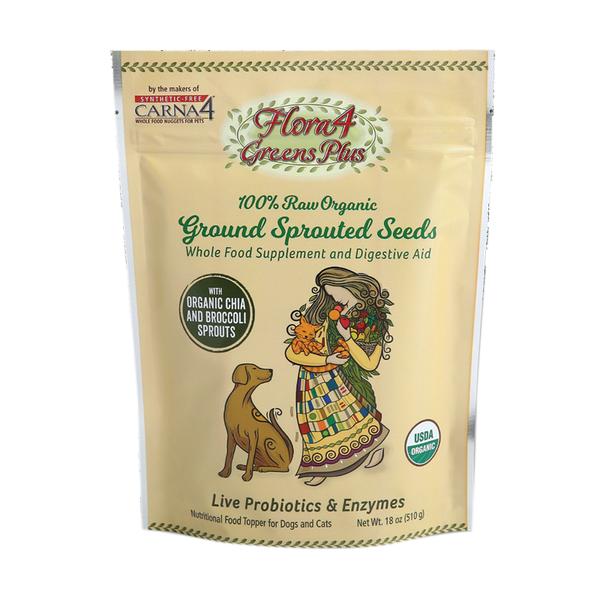 by the makers of
SYNTHETIC-FREE
CARNA4
WHOLE FOOD NUGGETS FOR PETS
Flora4
Greens Plus
100% Raw Organic
Ground Sprouted Seeds
Whole Food Supplement and Digestive Aid
WITH
ORGANIC CHIA
AND BROCCOLI
SPROUTS
USDA
ORGANIC
Live Probiotics & Enzymes
Nutritional Food Topper for Dogs and Cats
Net Wt. 18 oz (510 g)